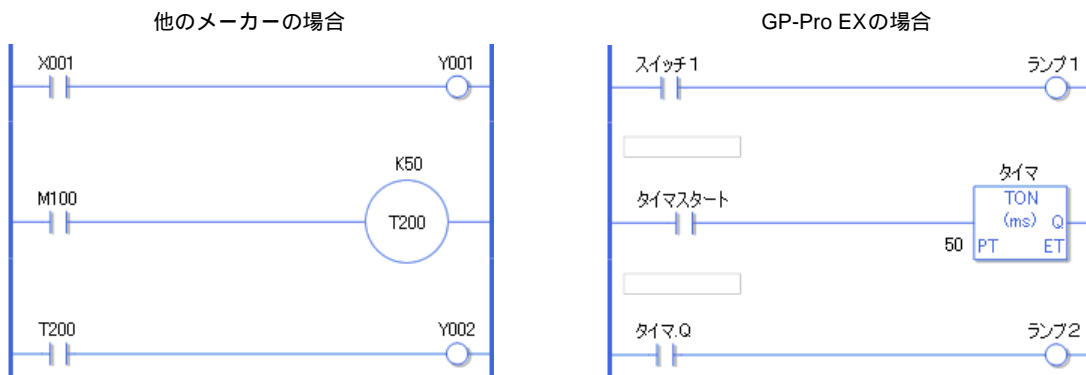 他のメーカーの場合
X001
Y001
K50
M100
T200
T200
Y002
GP-Pro EXの場合
スイッチ1
ランプ1
タイマ
タイマスタート
TON
(ms) Q
50 PT ET
タイマ.Q
ランプ2